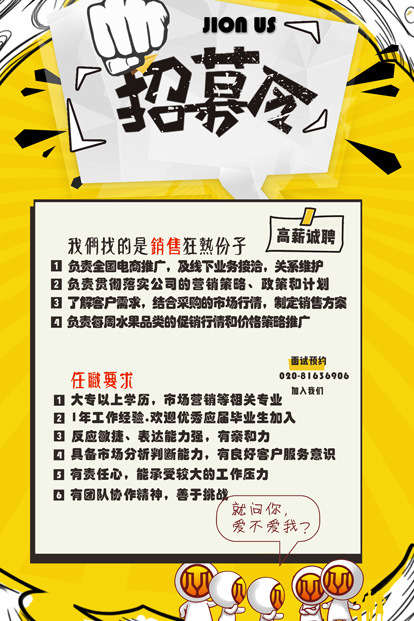 JION US
招募令
我們找的是銷售狂熱份子
高薪诚聘
1 负责全国电商推广，及线下业务接洽，关系维护
2 负责贯彻落实公司的营销策略、政策和计划
3 了解客户需求，结合采购的市场行情，制定销售方案
4 负责每周水果品类的促销行情和价格策略推广
面试预约
020-81636906
加入我们
任職要求
1 大专以上学历，市场营销等相关专业
2 1年工作经验.欢迎优秀应届毕业生加入
3 反应敏捷、表达能力强，有亲和力
4 具备市场分析判断能力，有良好客户服务意识
5 有责任心，能承受较大的工作压力
6 有团队协作精神，善于挑战
就问你，
爱不爱我？